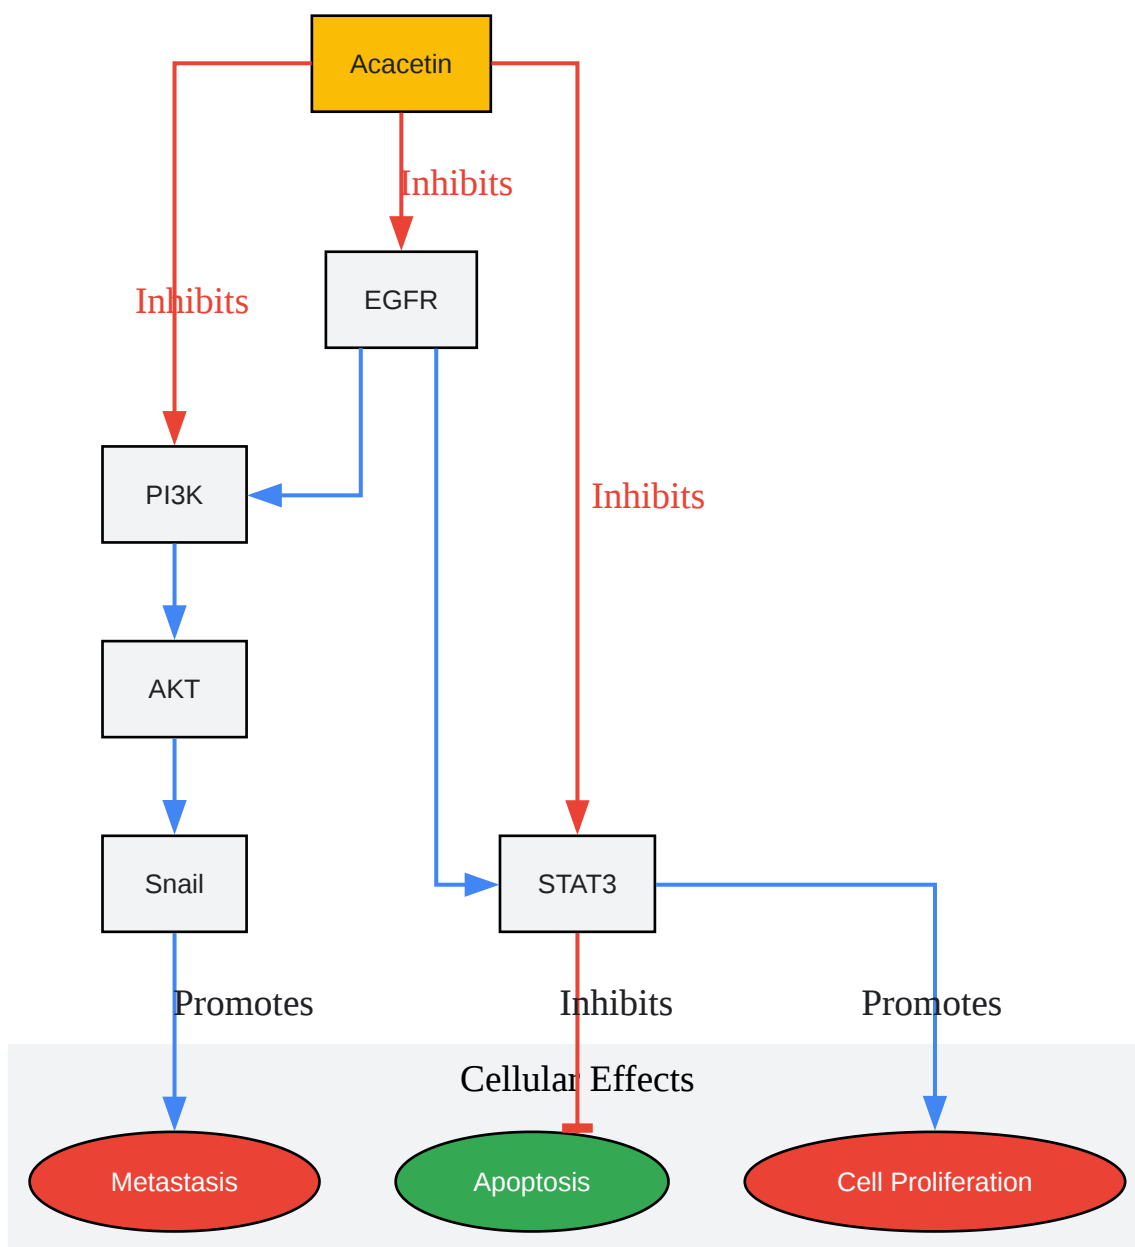 Acacetin
Inhibits
Inhibits
EGFR
PI3K
Inhibits
AKT
Snail
STAT3
Promotes
Inhibits
Promotes
Cellular Effects
Metastasis
Apoptosis
Cell Proliferation